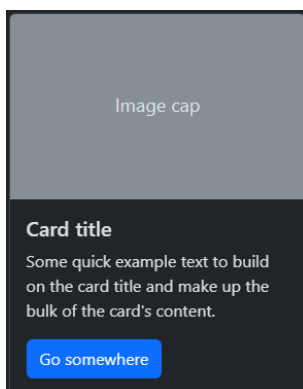 Image cap
Card title
Some quick example text to build
on the card title and make up the
bulk of the card's content.
Go somewhere